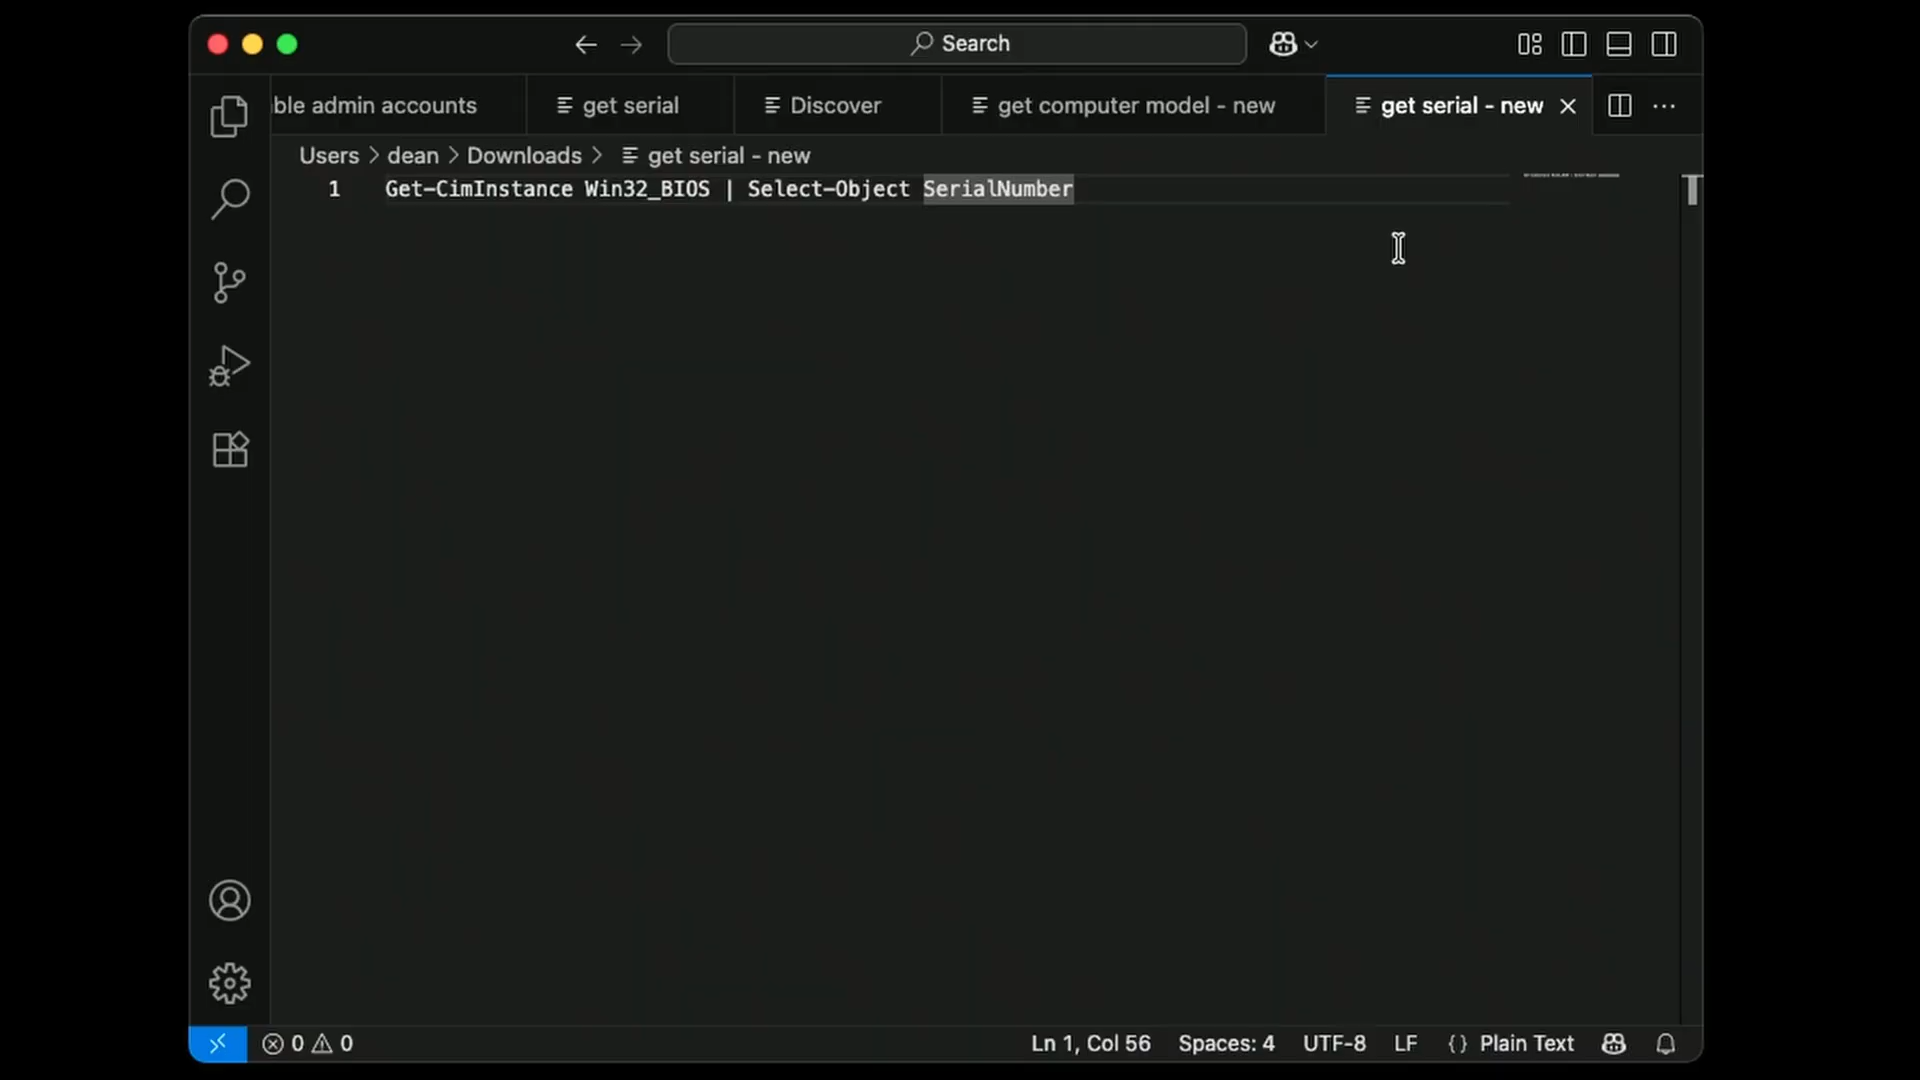 Search
ble admin accounts
get serial
Discover
get computer model - new
get serial - new
Users > dean > Downloads > get serial - new
1 Get-CimInstance Win32_BIOS | Select-Object SerialNumber
0 0
Ln 1, Col 56
Spaces: 4
UTF-8
LF
{} Plain Text